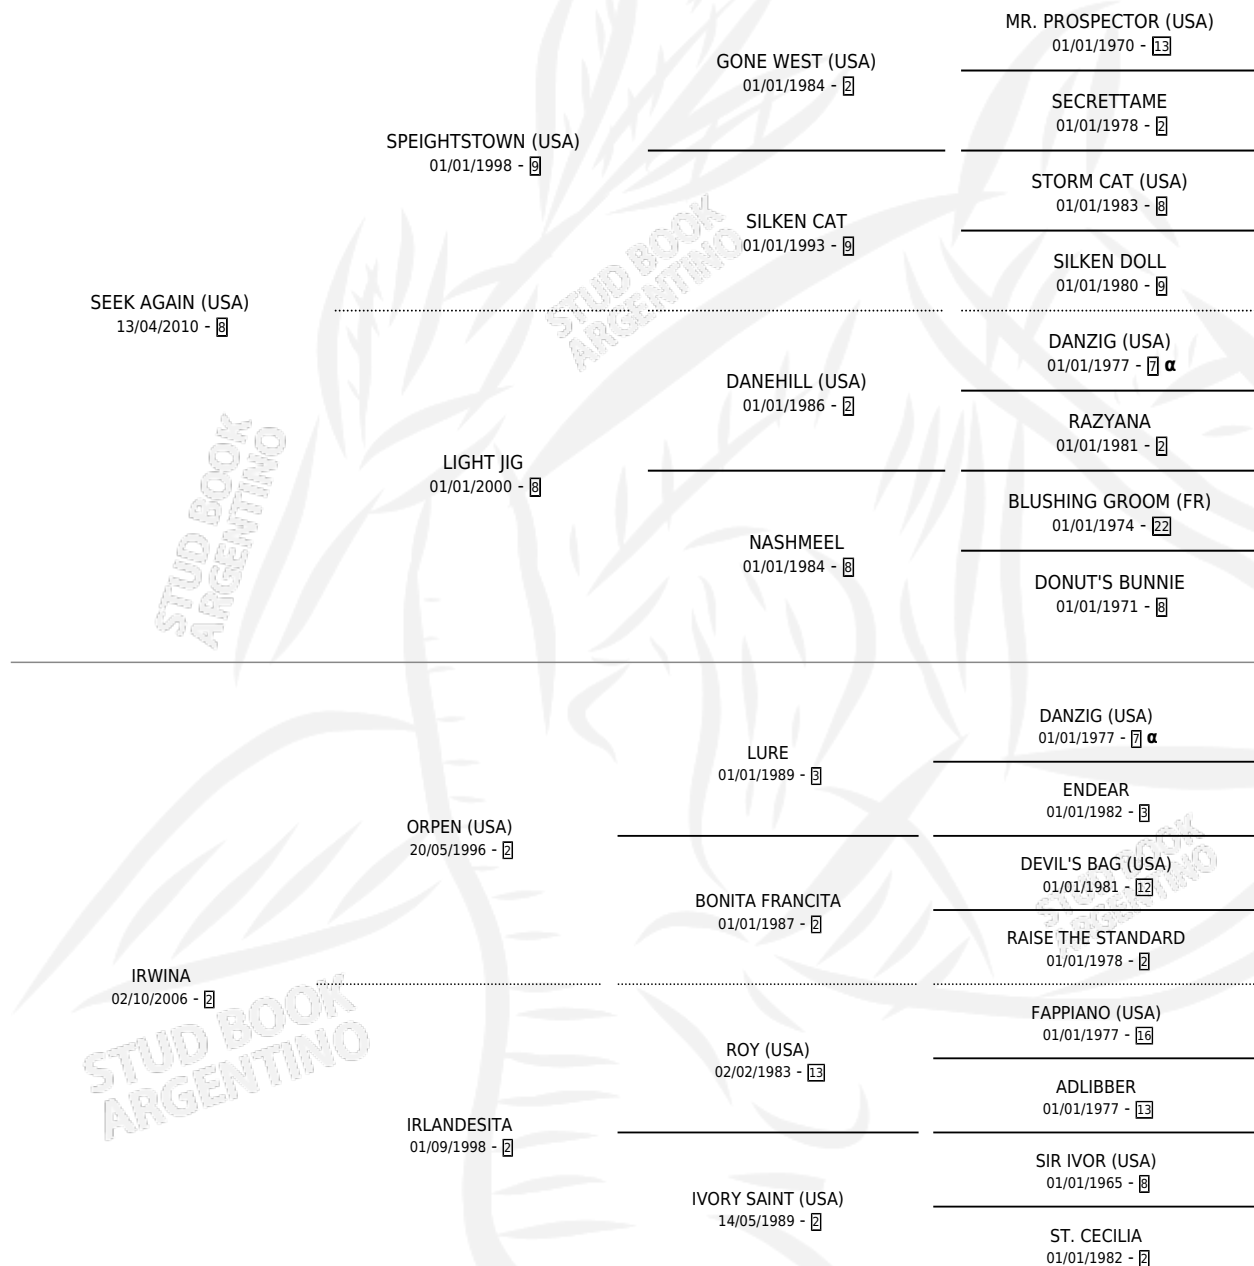 MR. PROSPECTOR (USA)
01/01/1970 - 13
GONE WEST (USA)
01/01/1984 - 2
SECRETTAME
01/01/1978 - 2
SPEIGHTSTOWN (USA)
01/01/1998 - 9
STORM CAT (USA)
01/01/1983 - 8
SILKEN CAT
01/01/1993 - 9
SILKEN DOLL
01/01/1980 - 9
STUD BOOK
ARGENTINO
SEEK AGAIN (USA)
13/04/2010 - 8
DANZIG (USA)
01/01/1977 - 7 α
DANEHILL (USA)
01/01/1986 - 2
RAZYANA
01/01/1981 - 2
LIGHT JIG
01/01/2000 - 8
BLUSHING GROOM (FR)
01/01/1974 - 22
NASHMEEL
01/01/1984 - 8
DONUT'S BUNNIE
01/01/1971 - 8
STUD BOOK
ARGENTINO
DANZIG (USA)
01/01/1977 - 7 α
LURE
01/01/1989 - 3
ENDEAR
01/01/1982 - 3
ORPEN (USA)
20/05/1996 - 2
DEVIL'S BAG (USA)
01/01/1981 - 12
BONITA FRANCITA
01/01/1987 - 2
RAISE THE STANDARD
01/01/1978 - 2
STUD BOOK
ARGENTINO
IRWINA
02/10/2006 - 2
FAPPIANO (USA)
01/01/1977 - 16
ROY (USA)
02/02/1983 - 13
ADLIBBER
01/01/1977 - 13
IRLANDESITA
01/09/1998 - 2
SIR IVOR (USA)
01/01/1965 - 8
IVORY SAINT (USA)
14/05/1989 - 2
ST. CECILIA
01/01/1982 - 2
STUD BOOK
ARGENTINO